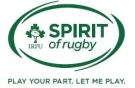 SPIRIT
IRFU
of rugby
PLAY YOUR PART. LET ME PLAY.